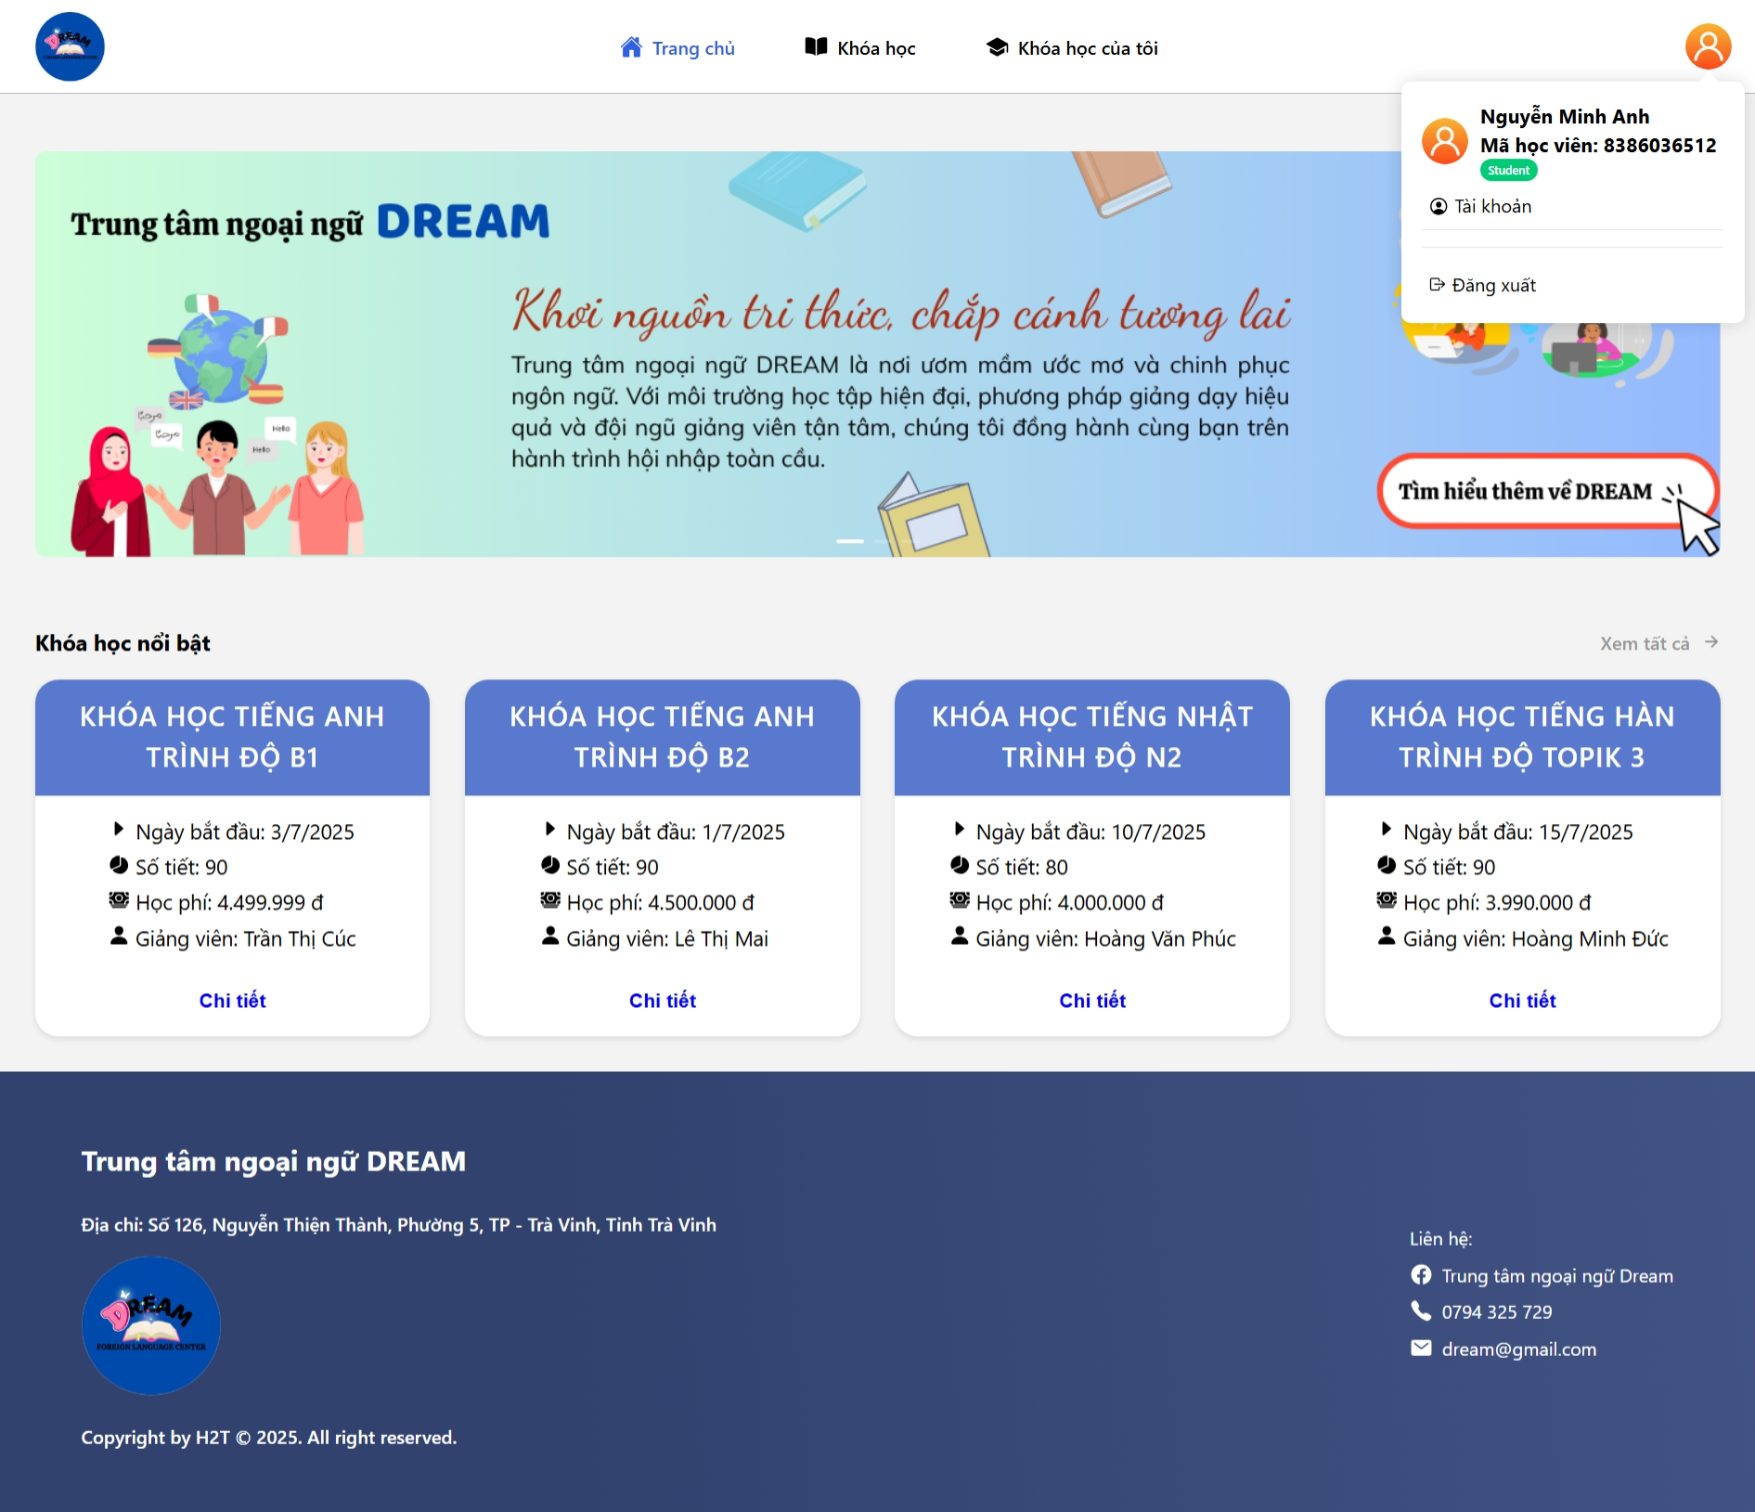 DREAM
Trang chủ
Khóa học
Khóa học của tôi
Nguyễn Minh Anh
Mã học viên: 8386036512
Student
Tài khoản
Đăng xuất
Trung tâm ngoại ngữ DREAM
Khơi nguồn tri thức, chắp cánh tương lai
Trung tâm ngoại ngữ DREAM là nơi ươm mầm ước mơ và chinh phục
ngôn ngữ. Với môi trường học tập hiện đại, phương pháp giảng dạy hiệu
quả và đội ngũ giảng viên tận tâm, chúng tôi đồng hành cùng bạn trên
hành trình hội nhập toàn cầu.
Hello
Hello
Tìm hiểu thêm về DREAM
Khóa học nổi bật
Xem tất cả
KHÓA HỌC TIẾNG ANH
TRÌNH ĐỘ B1
Ngày bắt đầu: 3/7/2025
Số tiết: 90
Học phí: 4.499.999 đ
Giảng viên: Trần Thị Cúc
Chi tiết
KHÓA HỌC TIẾNG ANH
TRÌNH ĐỘ B2
Ngày bắt đầu: 1/7/2025
Số tiết: 90
Học phí: 4.500.000 đ
Giảng viên: Lê Thị Mai
Chi tiết
KHÓA HỌC TIẾNG NHẬT
TRÌNH ĐỘ N2
Ngày bắt đầu: 10/7/2025
Số tiết: 80
Học phí: 4.000.000 đ
Giảng viên: Hoàng Văn Phúc
Chi tiết
KHÓA HỌC TIẾNG HÀN
TRÌNH ĐỘ TOPIK 3
Ngày bắt đầu: 15/7/2025
Số tiết: 90
Học phí: 3.990.000 đ
Giảng viên: Hoàng Minh Đức
Chi tiết
Trung tâm ngoại ngữ DREAM
Địa chỉ: Số 126, Nguyễn Thiện Thành, Phường 5, TP - Trà Vinh, Tỉnh Trà Vinh
DREAM
FOREIGN LANGUAGE CENTER
Copyright by H2T © 2025. All right reserved.
Liên hệ:
Trung tâm ngoại ngữ Dream
0794 325 729
dream@gmail.com